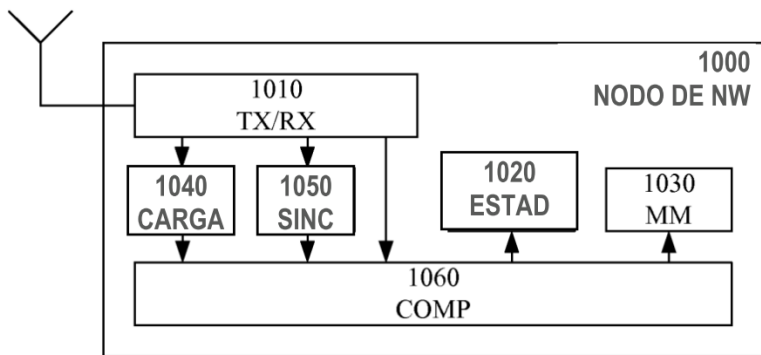 1000
NODO DE NW
1010
TX/RX
1040
CARGA
1050
SINC
1020
ESTAD
1030
MM
1060
COMP